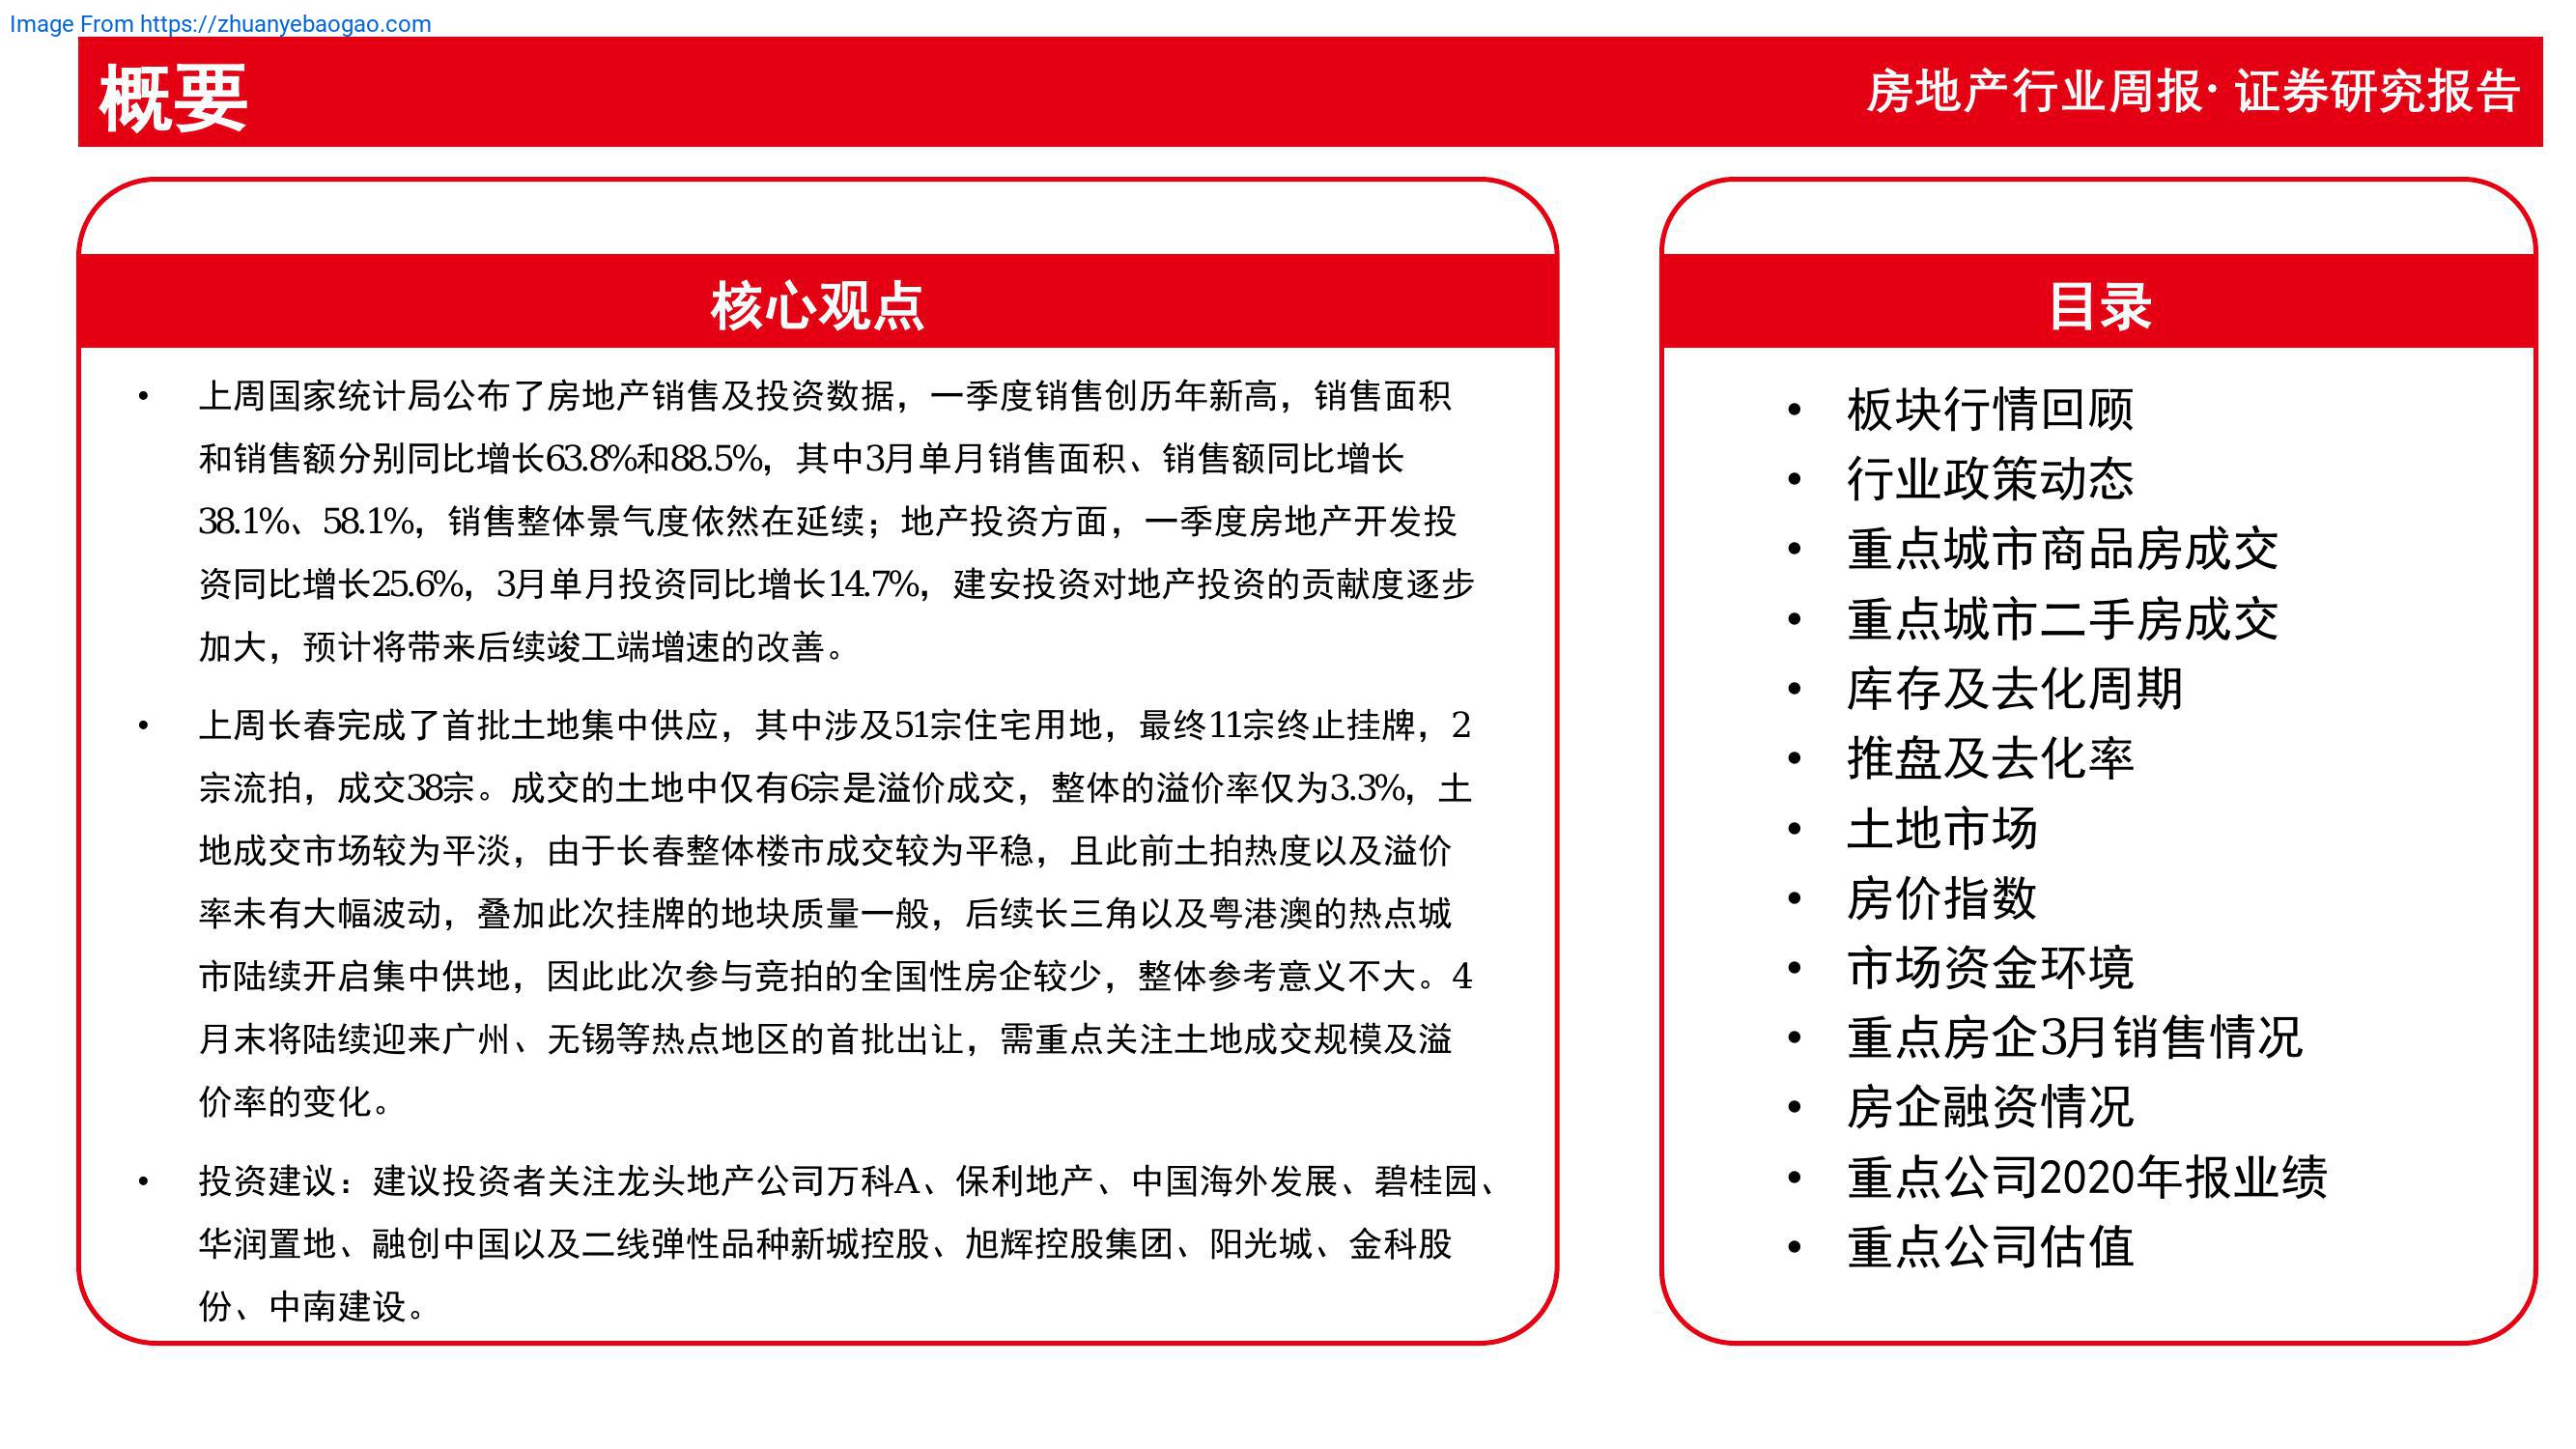 Image From https://zhuanyebaogao.com
概要
房地产行业周报· 证券研究报告
核心观点
• 上周国家统计局公布了房地产销售及投资数据，一季度销售创历年新高，销售面积
和销售额分别同比增长63.8%和88.5%，其中3月单月销售面积、销售额同比增长
38.1%、58.1%，销售整体景气度依然在延续；地产投资方面，一季度房地产开发投
资同比增长25.6%，3月单月投资同比增长14.7%，建安投资对地产投资的贡献度逐步
加大，预计将带来后续竣工端增速的改善。
• 上周长春完成了首批土地集中供应，其中涉及51宗住宅用地，最终11宗终止挂牌，2
宗流拍，成交38宗。成交的土地中仅有6宗是溢价成交，整体的溢价率仅为3.3%，土
地成交市场较为平淡，由于长春整体楼市成交较为平稳，且此前土拍热度以及溢价
率未有大幅波动，叠加此次挂牌的地块质量一般，后续长三角以及粤港澳的热点城
市陆续开启集中供地，因此此次参与竞拍的全国性房企较少，整体参考意义不大。4
月末将陆续迎来广州、无锡等热点地区的首批出让，需重点关注土地成交规模及溢
价率的变化。
• 投资建议：建议投资者关注龙头地产公司万科A、保利地产、中国海外发展、碧桂园、
华润置地、融创中国以及二线弹性品种新城控股、旭辉控股集团、阳光城、金科股
份、中南建设。
目录
• 板块行情回顾
• 行业政策动态
• 重点城市商品房成交
• 重点城市二手房成交
• 库存及去化周期
• 推盘及去化率
• 土地市场
• 房价指数
• 市场资金环境
• 重点房企3月销售情况
• 房企融资情况
• 重点公司2020年报业绩
• 重点公司估值